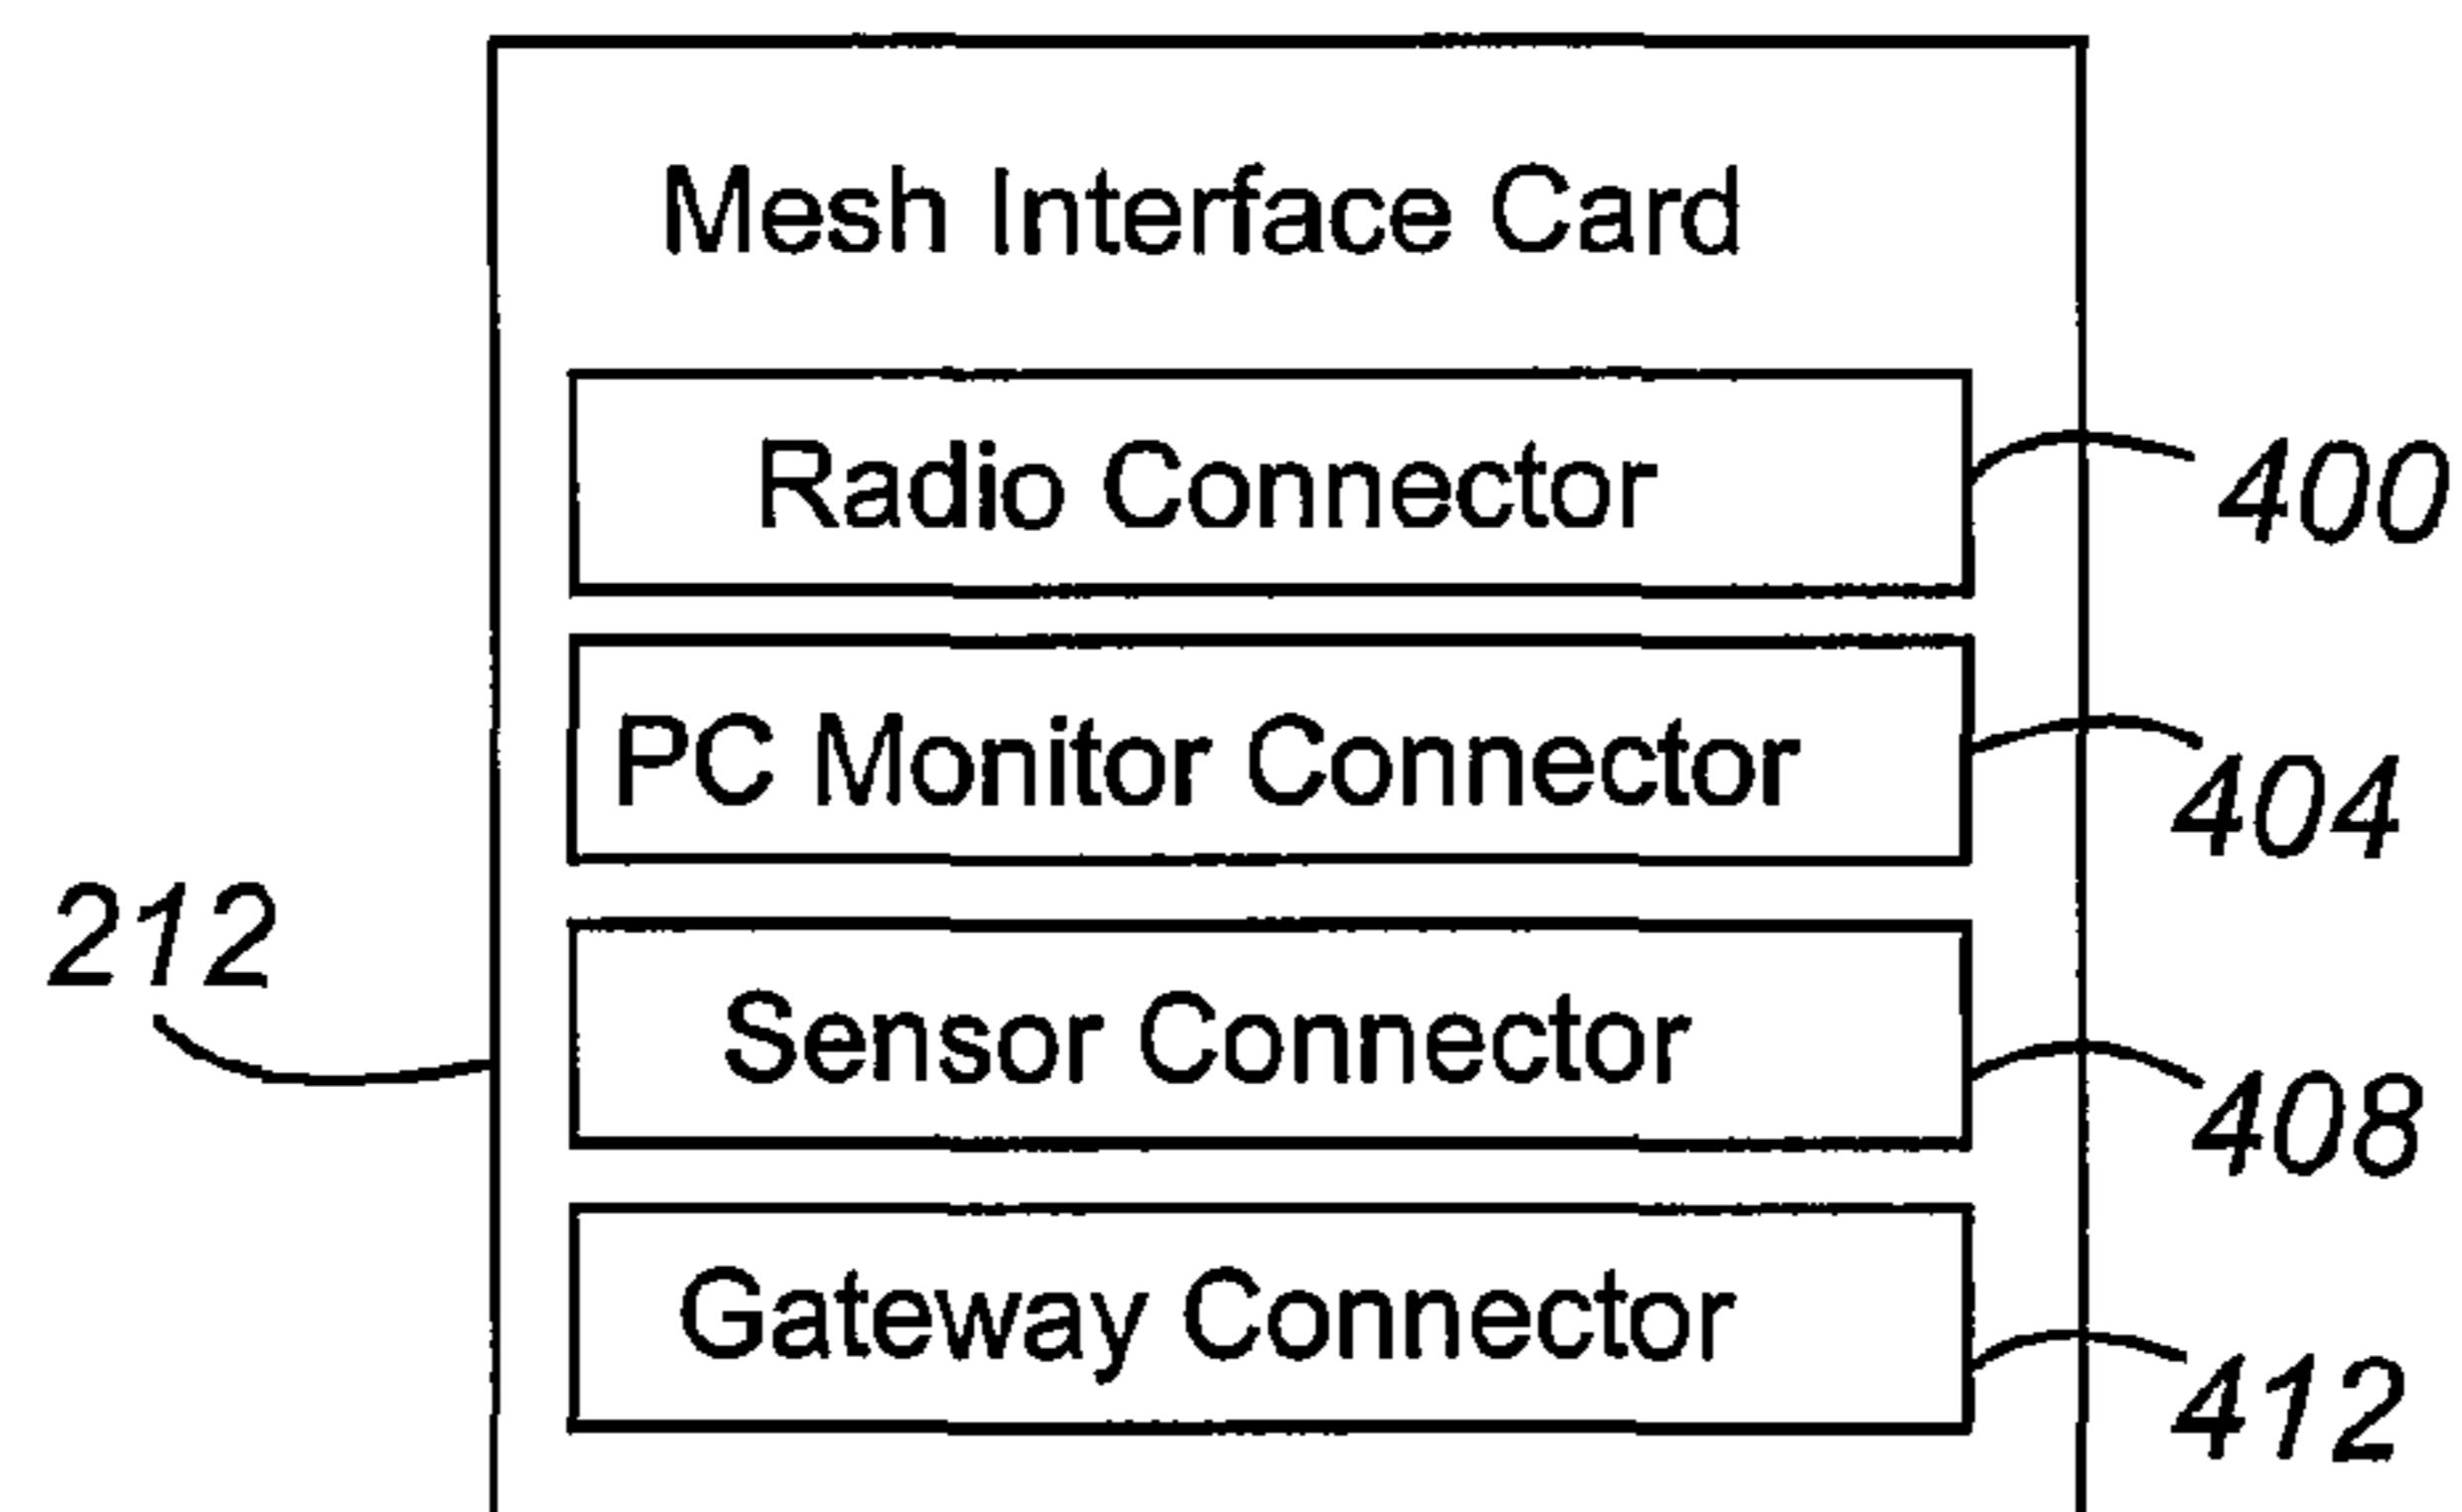 Mesh Interface Card
Radio Connector
400
PC Monitor Connector
404
212
Sensor Connector
408
Gateway Connector
412